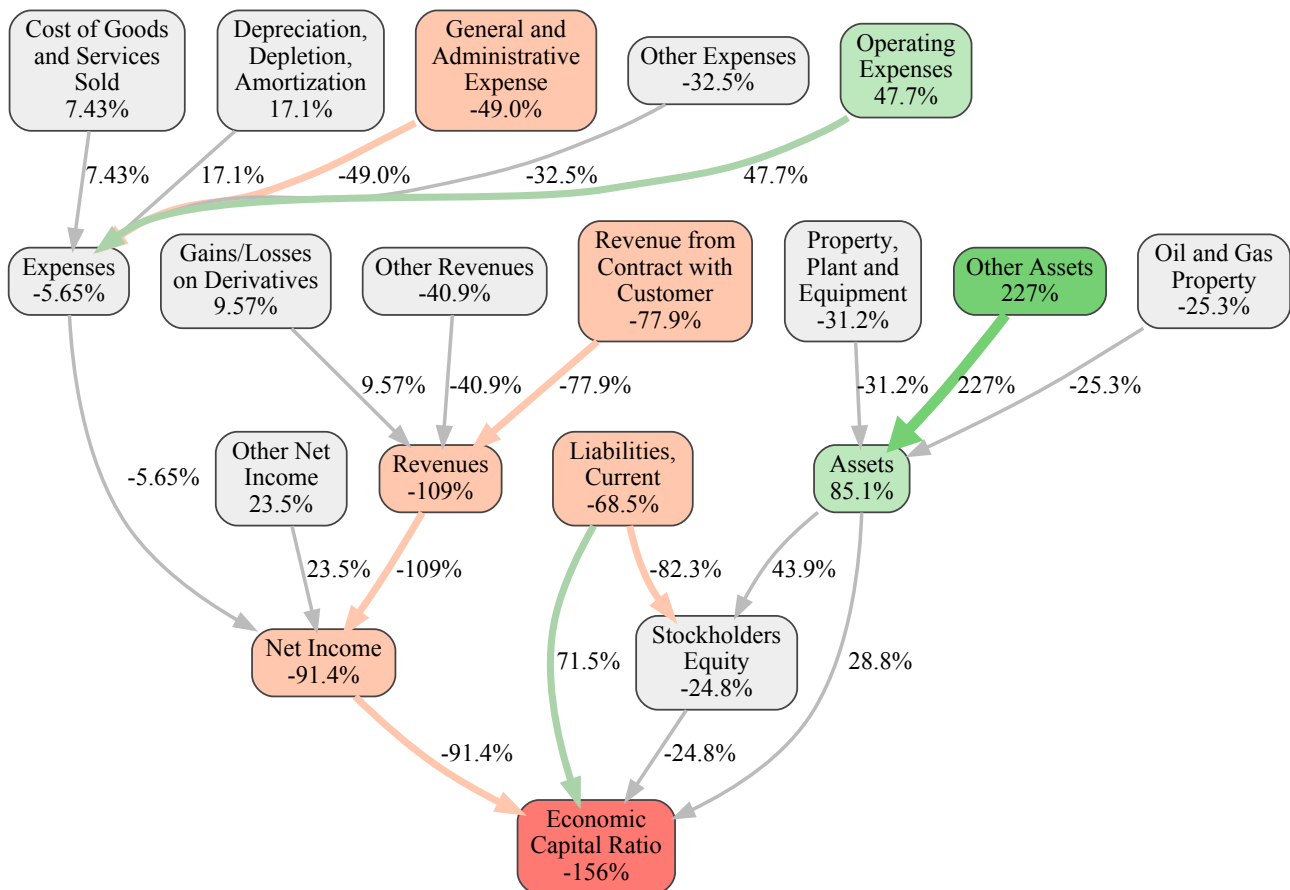 Cost of Goods
and Services
Sold
7.43%
Depreciation,
Depletion,
Amortization
17.1%
General and
Administrative
Expense
-49.0%
Other Expenses
-32.5%
Operating
Expenses
47.7%
7.43%
17.1%
-49.0%
-32.5%
47.7%
Expenses
-5.65%
Gains/Losses
on Derivatives
9.57%
Other Revenues
-40.9%
Revenue from
Contract with
Customer
-77.9%
Property,
Plant and
Equipment
-31.2%
Other Assets
227%
Oil and Gas
Property
-25.3%
9.57%
-40.9%
-77.9%
-31.2%
227%
-25.3%
-5.65%
Other Net
Income
23.5%
Revenues
-109%
Liabilities,
Current
-68.5%
Assets
85.1%
23.5%
-109%
-82.3%
43.9%
Net Income
-91.4%
71.5%
Stockholders
Equity
-24.8%
28.8%
-91.4%
-24.8%
Economic
Capital Ratio
-156%